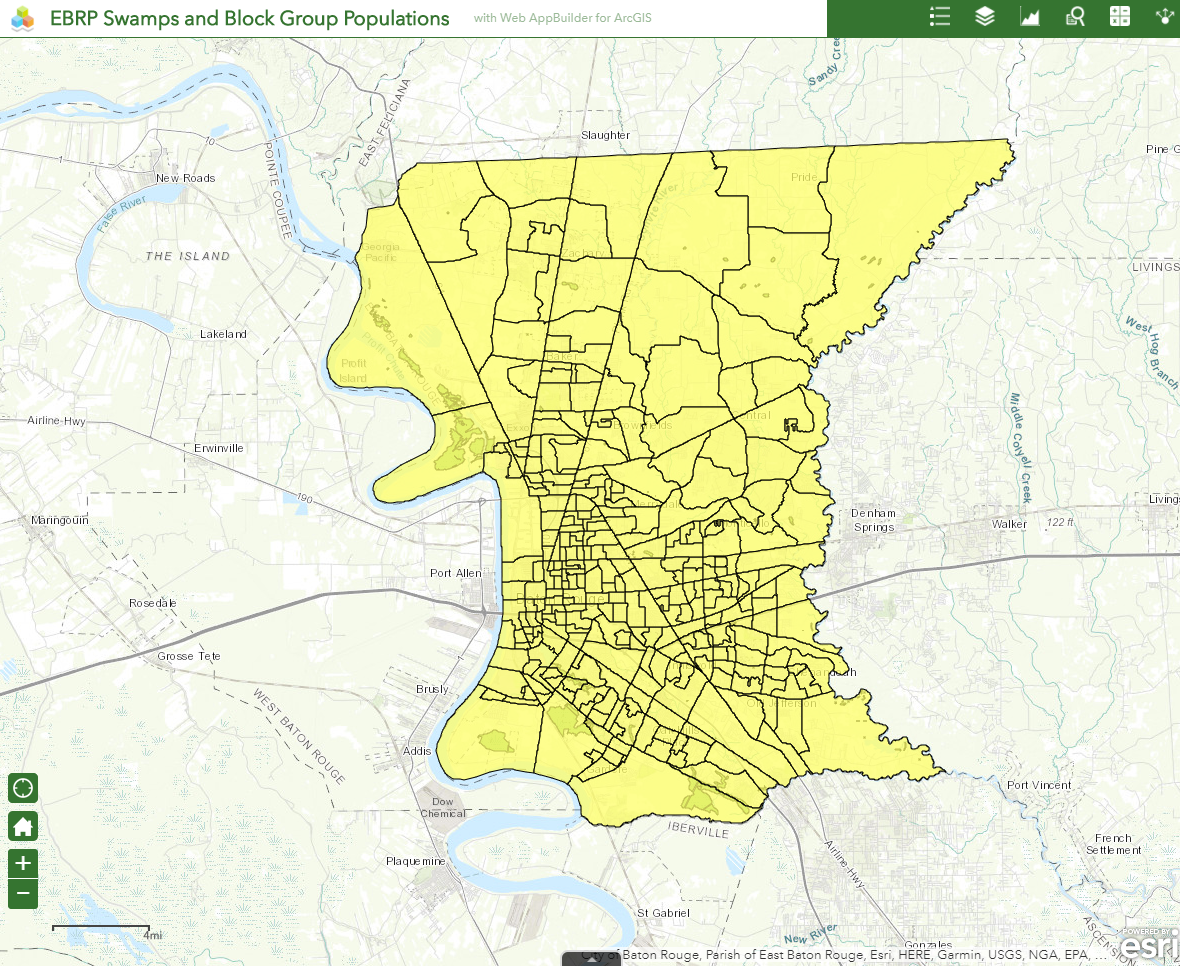 EBRP Swamps and Block Group Populations
with Web AppBuilder for ArcGIS
Sandy Cree
EAST FELICIANA
Slaughter
10
1
Pine G
POINTE COUPEE
New Roads
Pride
False River
Georgia
Pacific
Zachary
THE ISLAND
LIVINGS
West Hog Branch
Lakeland
Profit
Island
Baker
Middle Colyell Creek
Airline-Hwy
Central
Brownfields
Erwinville
190
Livings
Maringouin
Denham
Springs
Walker
122 ft
Port Allen
Rosedale
Grosse Tete
Brusly
WEST BATON ROUGE
Addis
Port Vincent
Dow
Chemical
IBERVILLE
French
Settlement
Airline-Hwy
Plaquemine
St Gabriel
New River
Gonzales
ASCENSION
4mi
POWERED BY
esri
City of Baton Rouge, Parish of East Baton Rouge, Esri, HERE, Garmin, USGS, NGA, EPA, ...